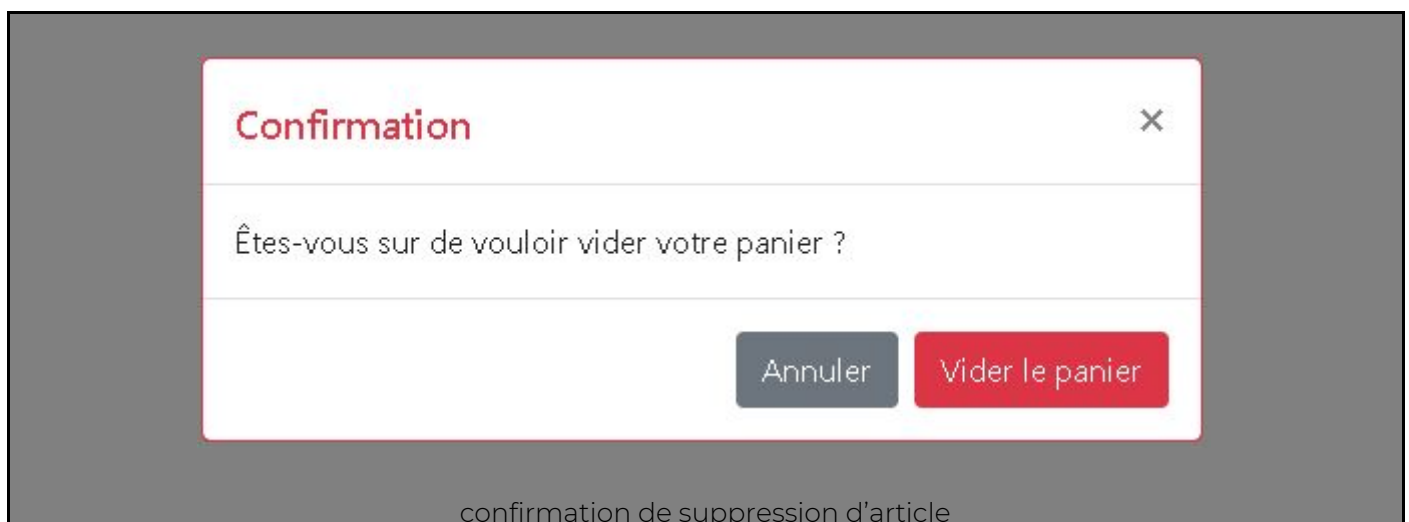 Confirmation ×
Êtes-vous sur de vouloir vider votre panier ?
Annuler Vider le panier
confirmation de suppression d’article